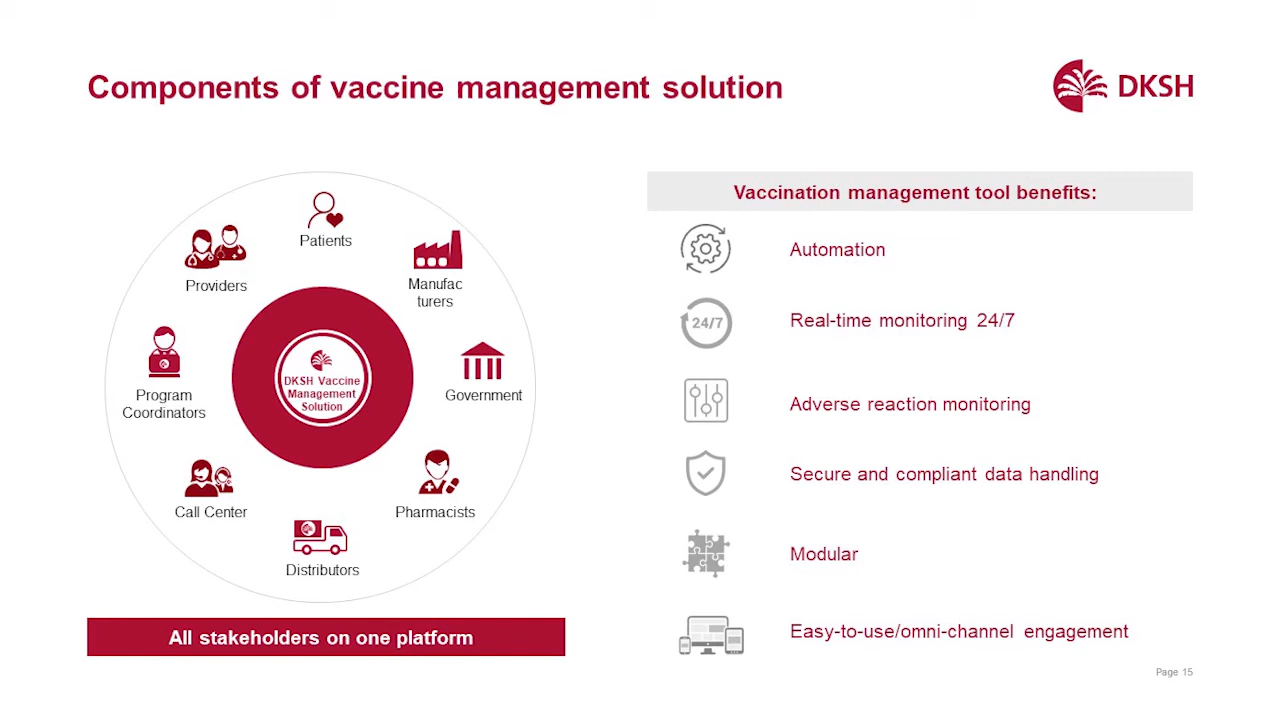 Components of vaccine management solution
DKSH
Patients
Providers
Manufac
turers
Program
Coordinators
DKSH Vaccine
Management
Solution
Government
Call Center
Pharmacists
Distributors
All stakeholders on one platform
Vaccination management tool benefits:
Automation
24/7
Real-time monitoring 24/7
Adverse reaction monitoring
Secure and compliant data handling
Modular
Easy-to-use/omni-channel engagement
Page 15